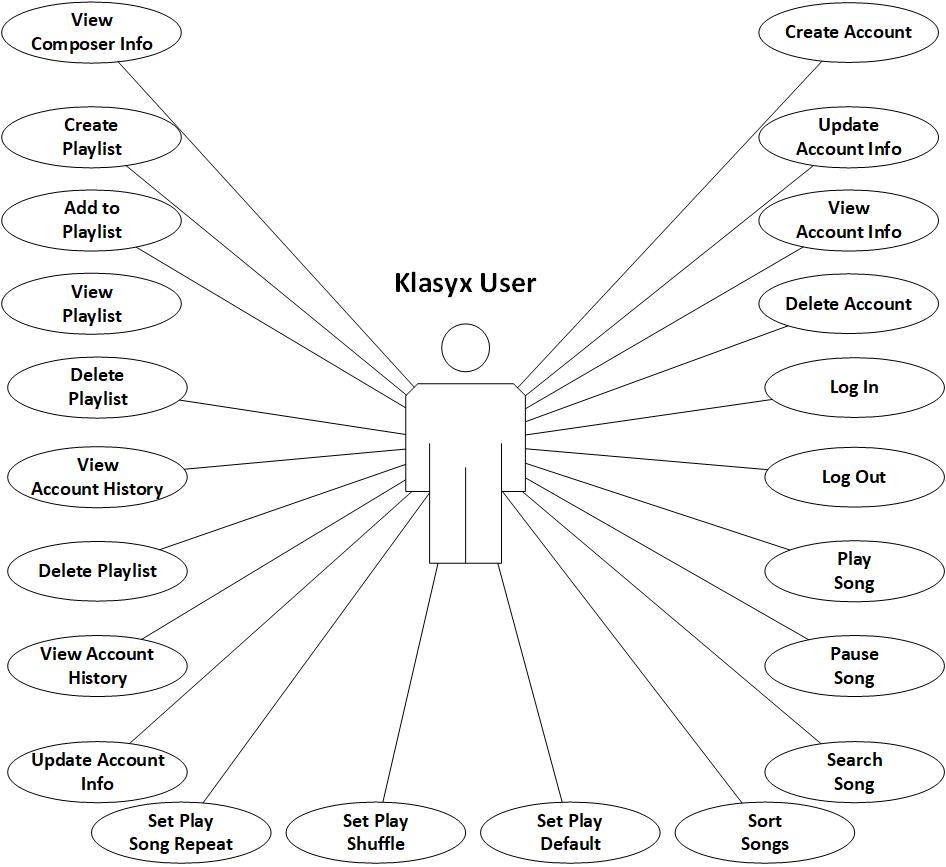 View
Composer Info
Create Account
Create
Playlist
Update
Account Info
Add to
Playlist
View
Account Info
Klasyx User
View
Playlist
Delete Account
Delete
Playlist
Log In
View
Account History
Log Out
Delete Playlist
Play
Song
View Account
History
Pause
Song
Update Account
Info
Search
Song
Set Play
Song Repeat
Set Play
Shuffle
Set Play
Default
Sort
Songs